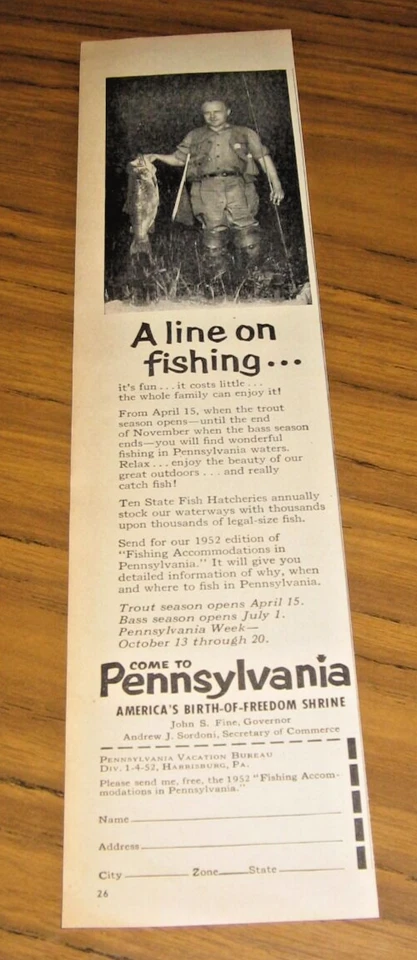 A line on
fishing...
it's fun...it costs little...
the whole family can enjoy it!
From April 15, when the trout
season opens—until the end
of November when the bass season
ends—you will find wonderful
fishing in Pennsylvania waters.
Relax...enjoy the beauty of our
great outdoors...and really
catch fish!
Ten State Fish Hatcheries annually
stock our waterways with thousands
upon thousands of legal-size fish.
Send for our 1952 edition of
"Fishing Accommodations in
Pennsylvania." It will give you
detailed information of why, when
and where to fish in Pennsylvania.
Trout season opens April 15.
Bass season opens July 1.
Pennsylvania Week—
October 13 through 20.
COME TO
Pennsylvania
AMERICA'S BIRTH-OF-FREEDOM SHRINE
John S. Fine, Governor
Andrew J. Sordoni, Secretary of Commerce
PENNSYLVANIA VACATION BUREAU
DIV. 1-4-52, HARRISBURG, PA.
Please send me, free, the 1952 "Fishing Accom-
modations in Pennsylvania."
Name
Address
City Zone State
26